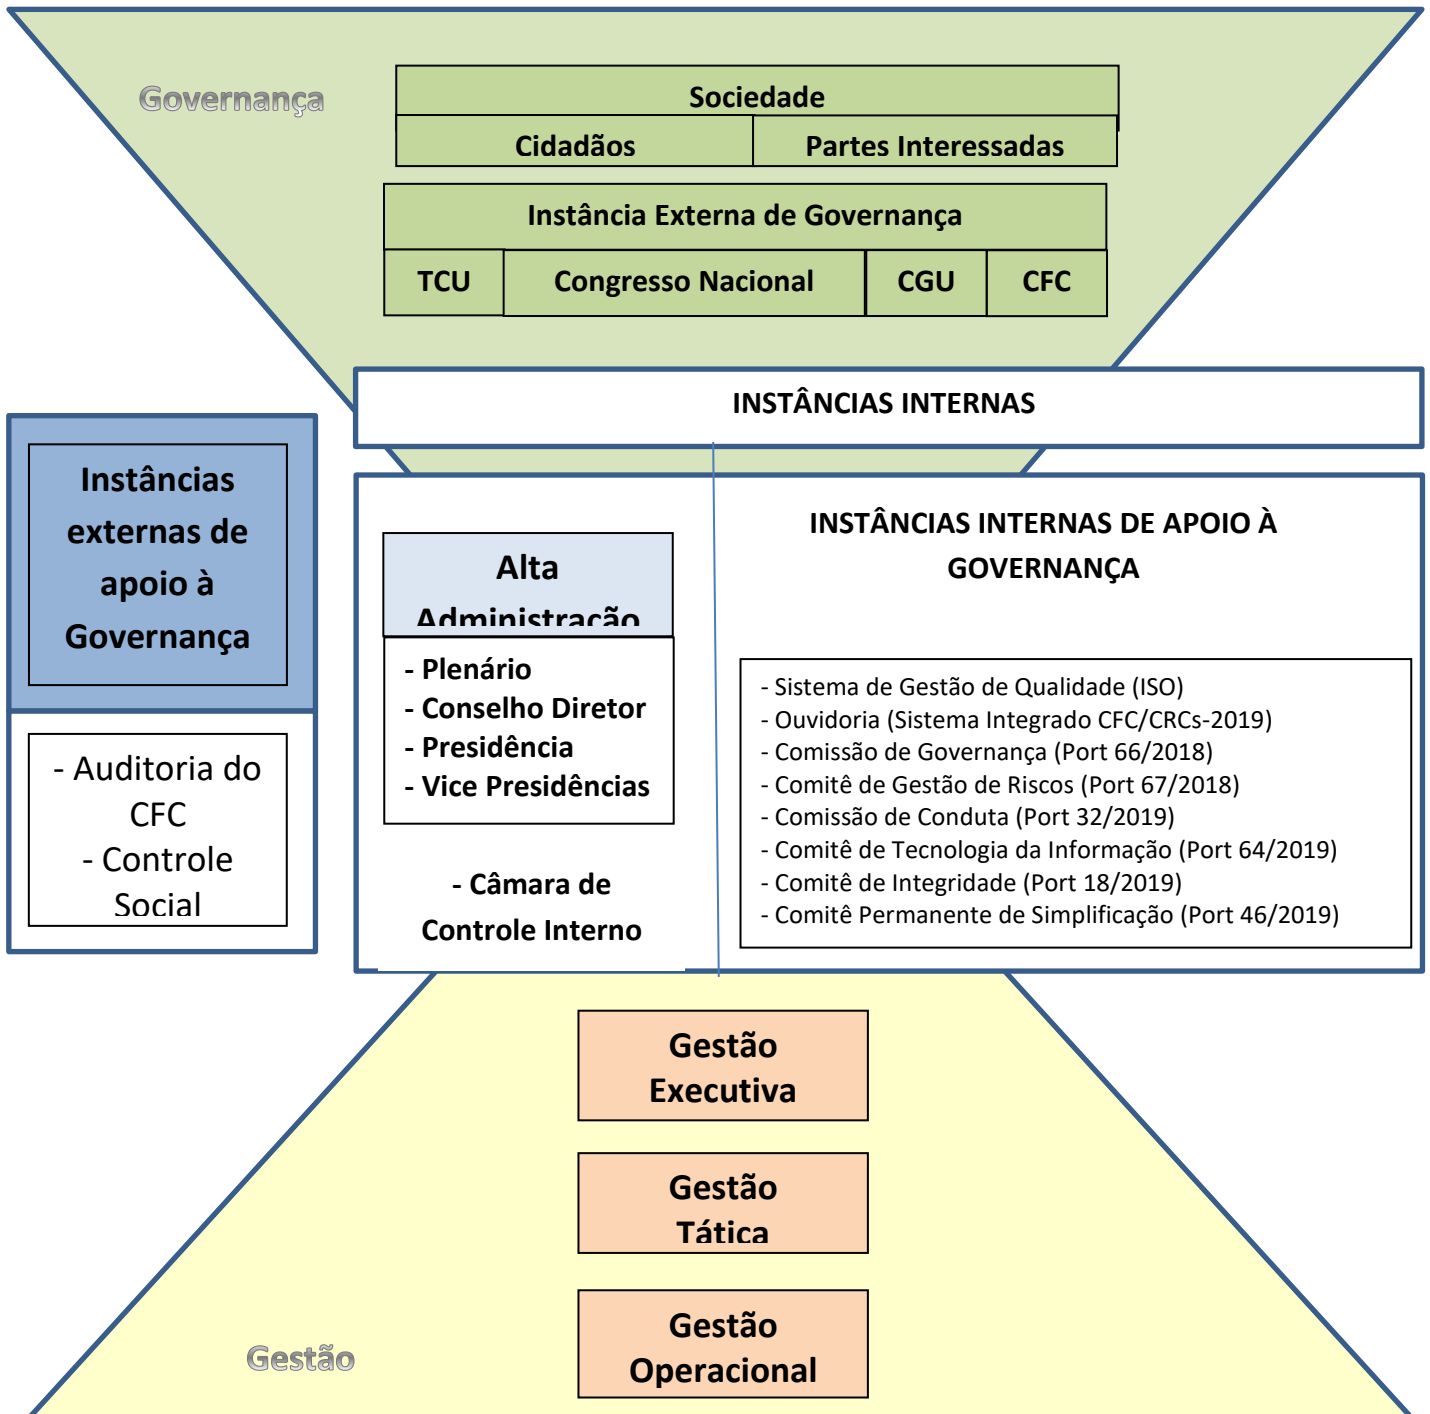 Governança
Sociedade
Cidadãos
Partes Interessadas
Instância Externa de Governança
TCU
Congresso Nacional
CGU
CFC
INSTÂNCIAS INTERNAS
Instâncias
externas de
apoio à
Governança
- Auditoria do
CFC
- Controle
Social
Alta
Administração
- Plenário
- Conselho Diretor
- Presidência
- Vice Presidências
- Câmara de
Controle Interno
INSTÂNCIAS INTERNAS DE APOIO À
GOVERNANÇA
- Sistema de Gestão de Qualidade (ISO)
- Ouvidoria (Sistema Integrado CFC/CRCs-2019)
- Comissão de Governança (Port 66/2018)
- Comitê de Gestão de Riscos (Port 67/2018)
- Comissão de Conduta (Port 32/2019)
- Comitê de Tecnologia da Informação (Port 64/2019)
- Comitê de Integridade (Port 18/2019)
- Comitê Permanente de Simplificação (Port 46/2019)
Gestão
Executiva
Gestão
Tática
Gestão
Operacional
Gestão